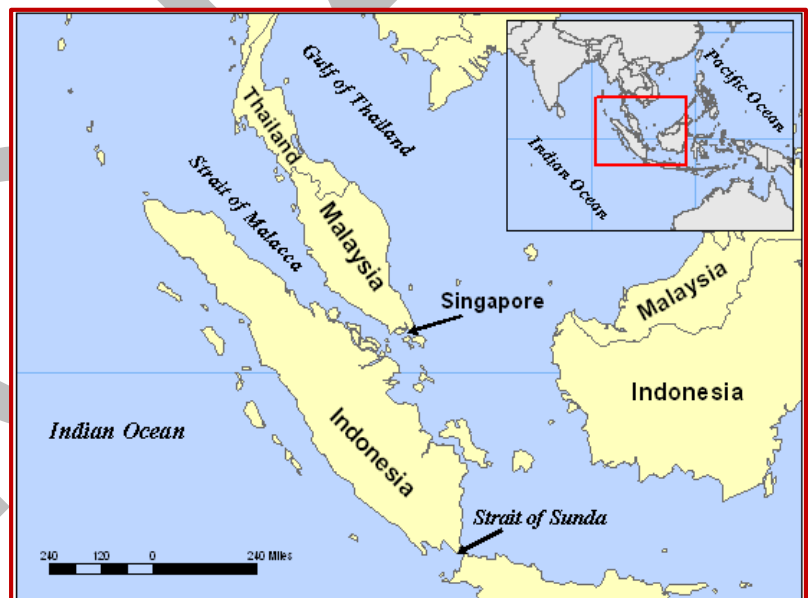 Gulf of Thailand
Thailand
Strait of Malacca
Malaysia
Singapore
Malaysia
Indonesia
Indian Ocean
Indonesia
Strait of Sunda
240 120 0 240 Miles
Pacific Ocean
Indian Ocean